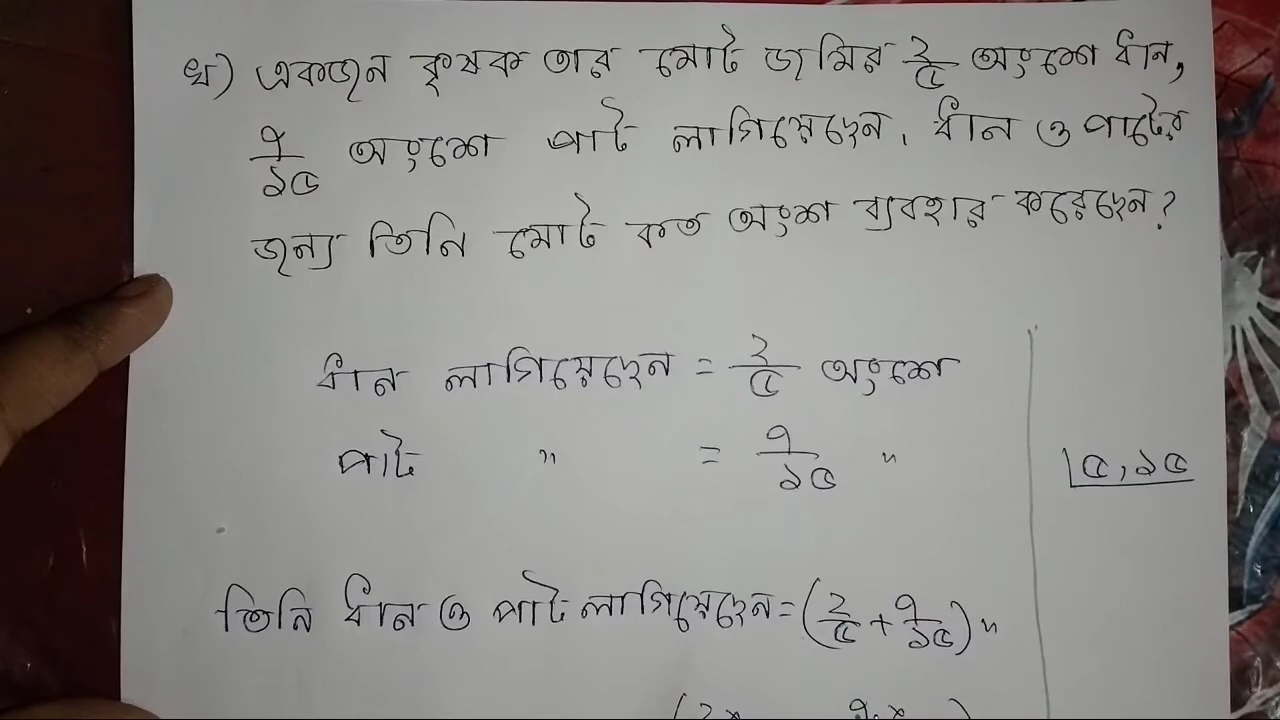 খ) একজন কৃষক তার মোট জমির ২/৫ অংশে ধান,
৭/১৫ অংশে পাট লাগিয়েছেন। ধান ও পাটের
জন্য তিনি মোট কত অংশ ব্যবহার করেছেন?
ধান লাগিয়েছেন = ২/৫ অংশে
পাট " = ৭/১৫ "
৫, ১৫
তিনি ধান ও পাট লাগিয়েছেন = (২/৫ + ৭/১৫) "